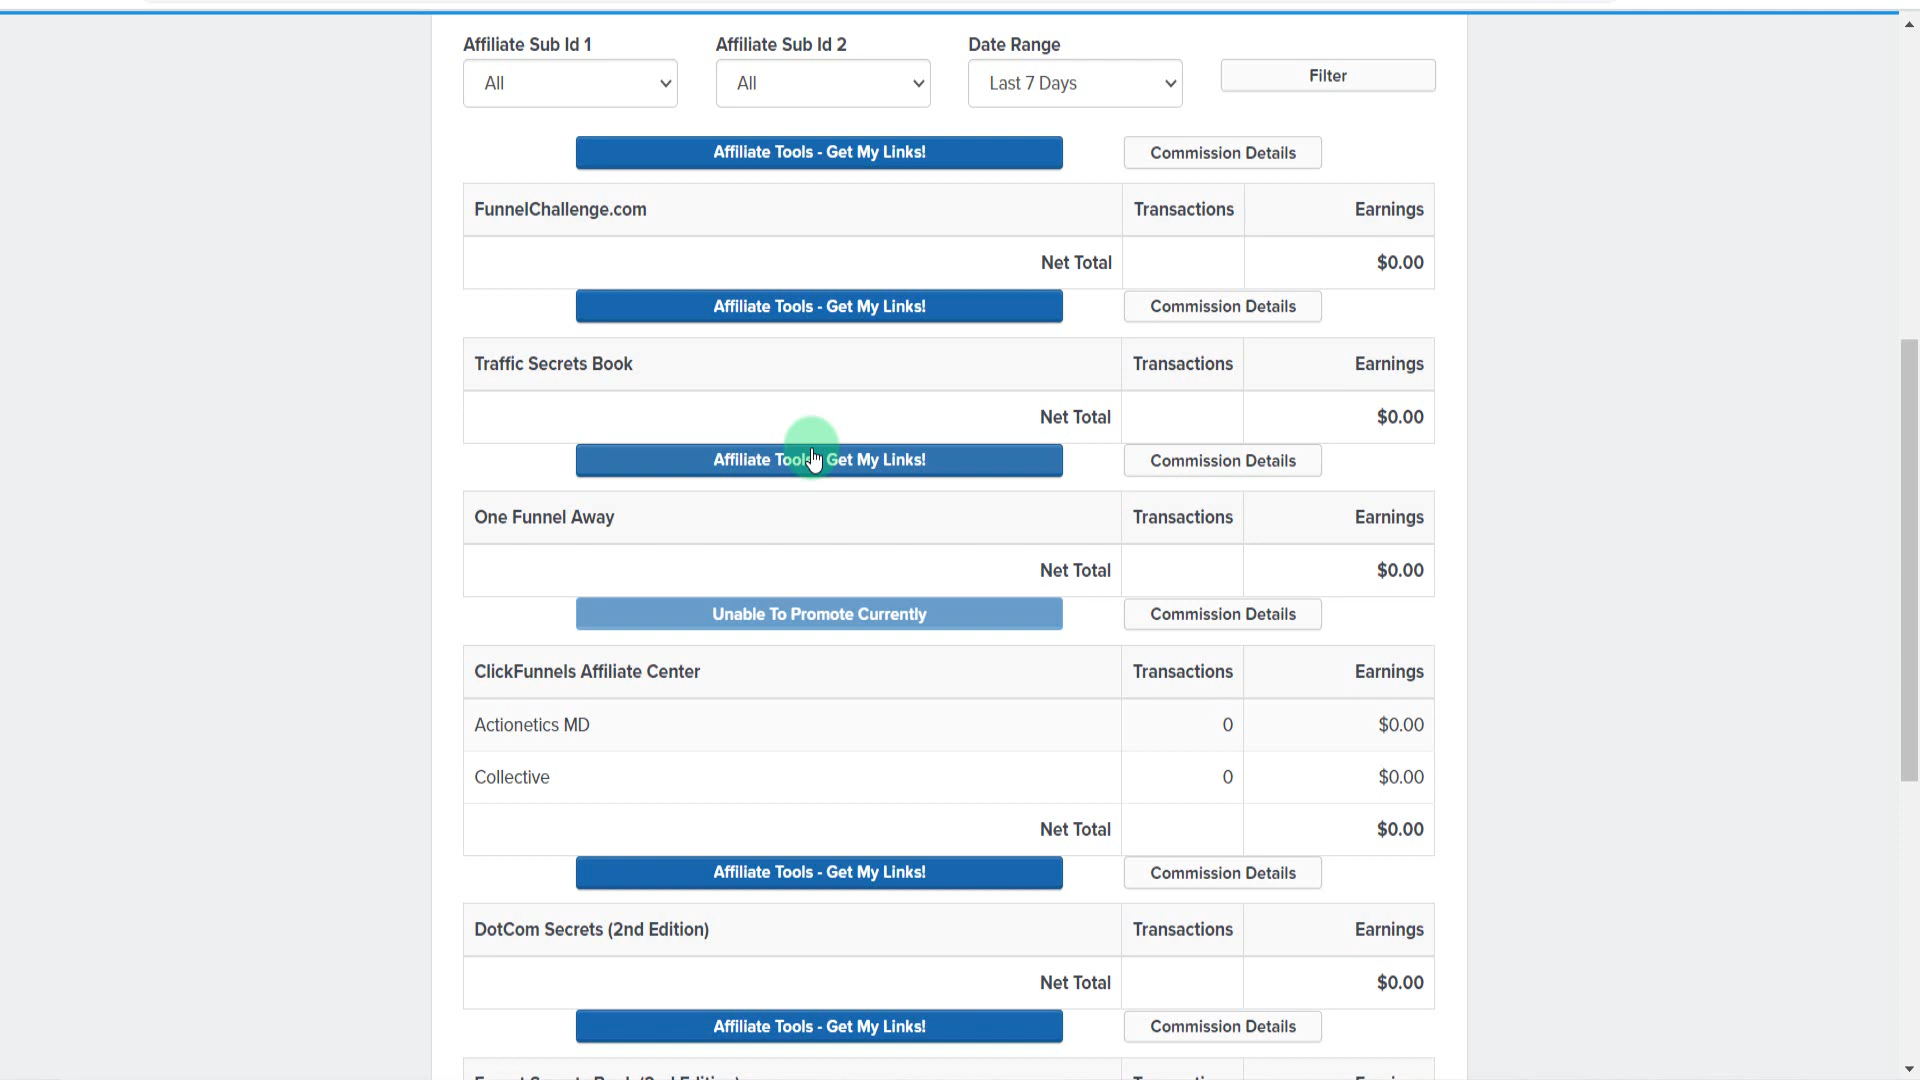 Affiliate Sub Id 1 Affiliate Sub Id 2 Date Range
All All Last 7 Days Filter
Affiliate Tools - Get My Links! Commission Details
FunnelChallenge.com Transactions Earnings
Net Total $0.00
Affiliate Tools - Get My Links! Commission Details
Traffic Secrets Book Transactions Earnings
Net Total $0.00
Affiliate Tools - Get My Links! Commission Details
One Funnel Away Transactions Earnings
Net Total $0.00
Unable To Promote Currently Commission Details
ClickFunnels Affiliate Center Transactions Earnings
Actionetics MD 0 $0.00
Collective 0 $0.00
Net Total $0.00
Affiliate Tools - Get My Links! Commission Details
DotCom Secrets (2nd Edition) Transactions Earnings
Net Total $0.00
Affiliate Tools - Get My Links! Commission Details